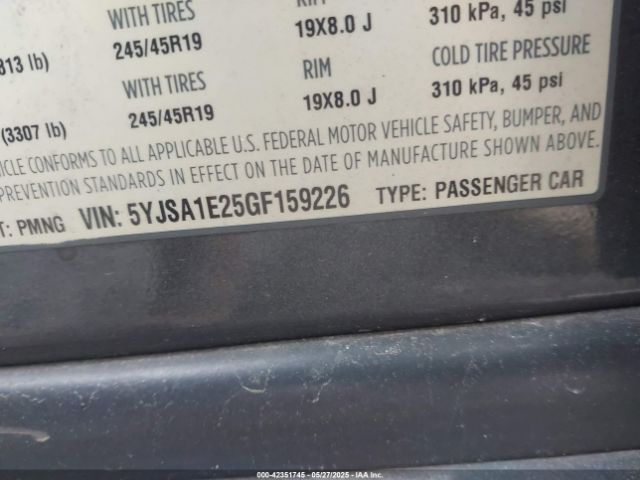 WITH TIRES RIM 310 kPa, 45 psi
813 lb) 245/45R19 19X8.0 J
WITH TIRES RIM COLD TIRE PRESSURE
(3307 lb) 245/45R19 19X8.0 J 310 kPa, 45 psi
CONFORMS TO ALL APPLICABLE U.S. FEDERAL MOTOR VEHICLE SAFETY, BUMPER, AND
PREVENTION STANDARDS IN EFFECT ON THE DATE OF MANUFACTURE SHOWN ABOVE.
T: PMNG VIN: 5YJSA1E25GF159226 TYPE: PASSENGER CAR
000-42351745 - 05/27/2025 - IAA, Inc.